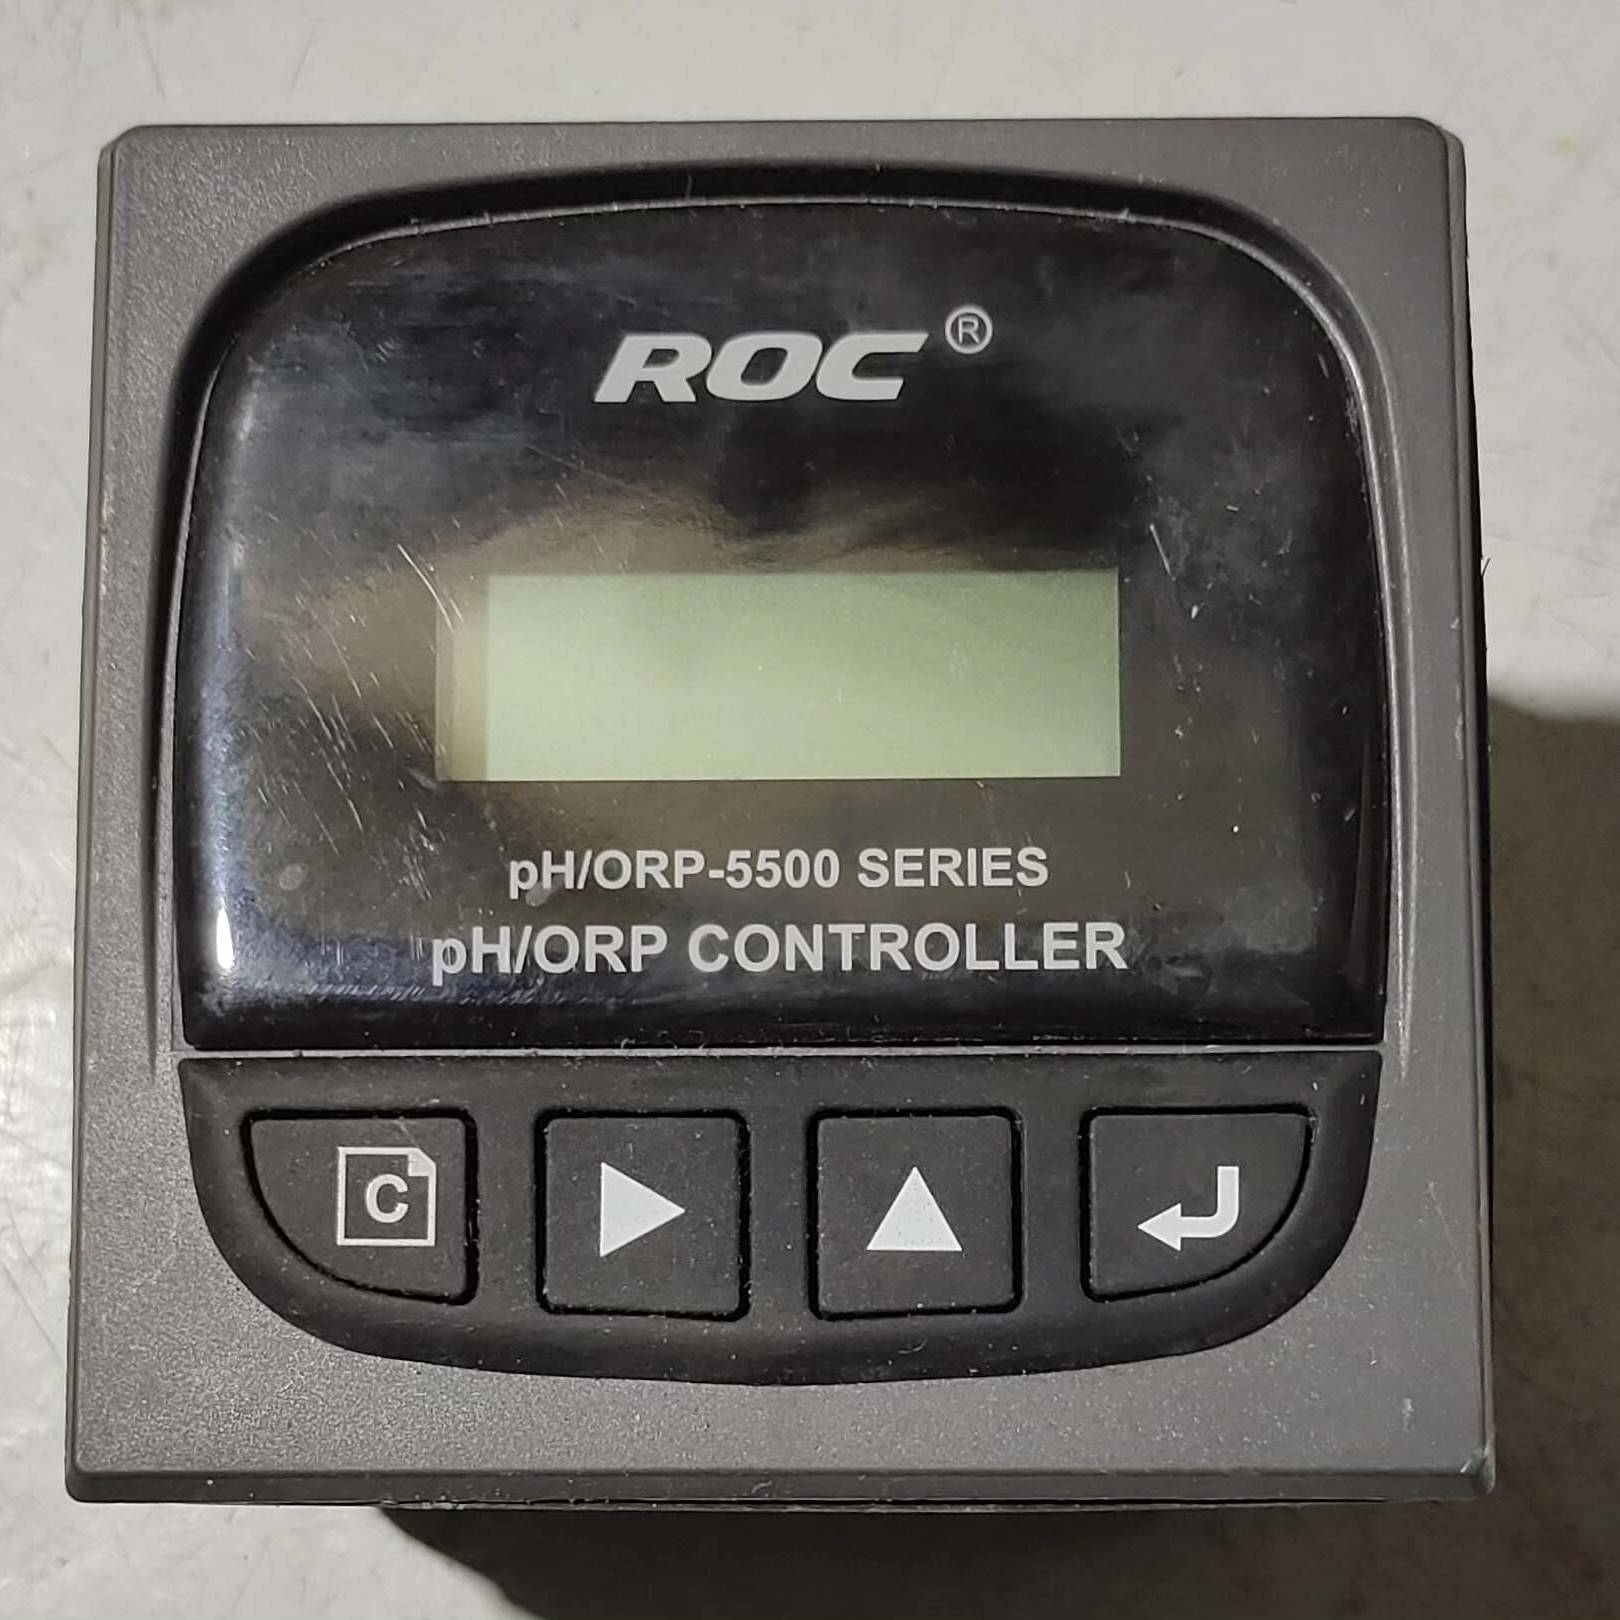 ROC ®
pH/ORP-5500 SERIES
pH/ORP CONTROLLER
C